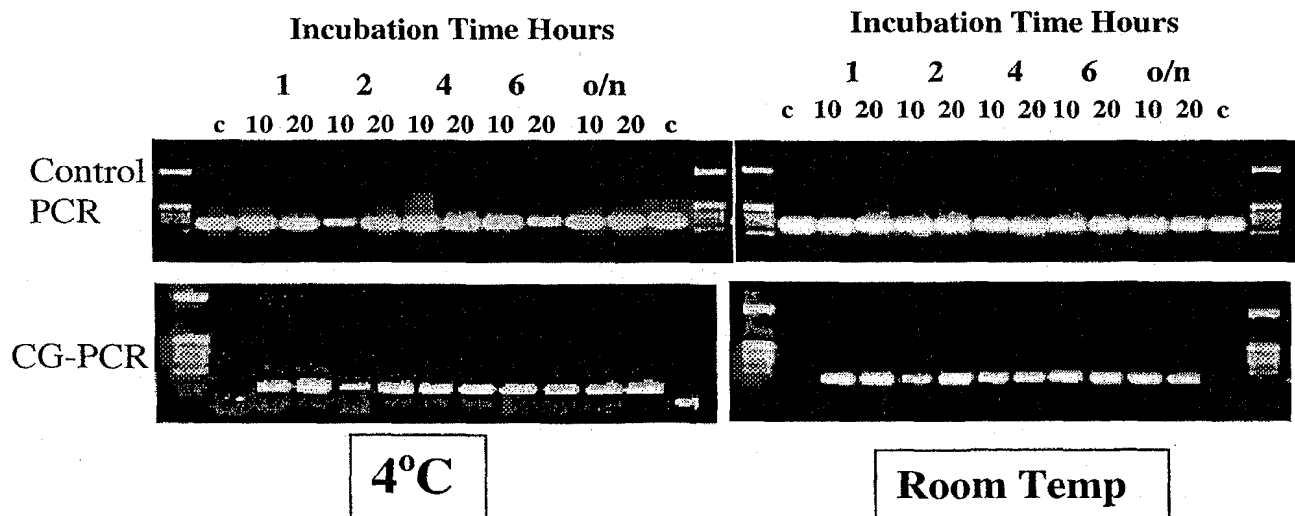 Incubation Time Hours
1 2 4 6 o/n
c 10 20 10 20 10 20 10 20 10 20 c
Incubation Time Hours
1 2 4 6 o/n
c 10 20 10 20 10 20 10 20 10 20 c
Control
PCR
CG-PCR
4°C
Room Temp